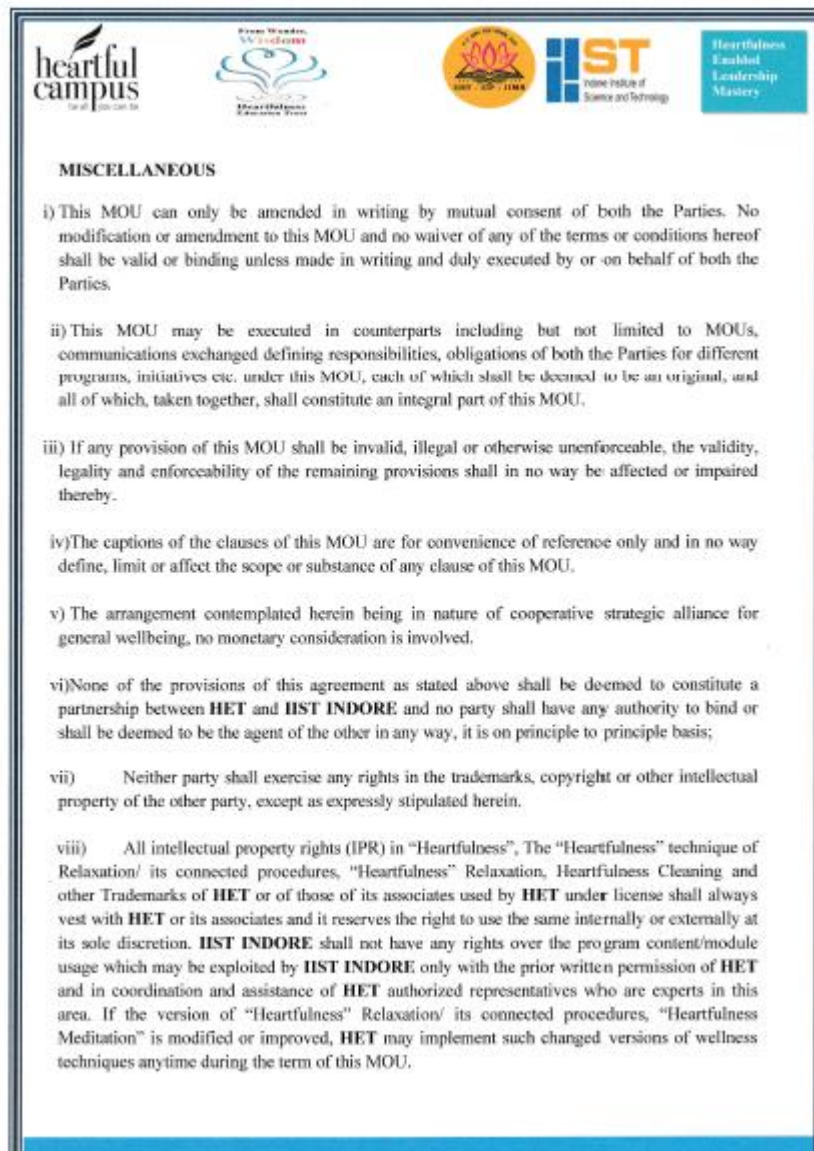 heartful
campus
for all you can be
From Wonder,
Wisdom
Heartfulness
Education Trust
IIST
Indore Institute of
Science and Technology
Heartfulness
Enabled
Leadership
Mastery
MISCELLANEOUS
i) This MOU can only be amended in writing by mutual consent of both the Parties. No
modification or amendment to this MOU and no waiver of any of the terms or conditions hereof
shall be valid or binding unless made in writing and duly executed by or on behalf of both the
Parties.
ii) This MOU may be executed in counterparts including but not limited to MOUs,
communications exchanged defining responsibilities, obligations of both the Parties for different
programs, initiatives etc. under this MOU, each of which shall be deemed to be an original, and
all of which, taken together, shall constitute an integral part of this MOU.
iii) If any provision of this MOU shall be invalid, illegal or otherwise unenforceable, the validity,
legality and enforceability of the remaining provisions shall in no way be affected or impaired
thereby.
iv)The captions of the clauses of this MOU are for convenience of reference only and in no way
define, limit or affect the scope or substance of any clause of this MOU.
v) The arrangement contemplated herein being in nature of cooperative strategic alliance for
general wellbeing, no monetary consideration is involved.
vi)None of the provisions of this agreement as stated above shall be deemed to constitute a
partnership between HET and IIST INDORE and no party shall have any authority to bind or
shall be deemed to be the agent of the other in any way, it is on principle to principle basis;
vii) Neither party shall exercise any rights in the trademarks, copyright or other intellectual
property of the other party, except as expressly stipulated herein.
viii) All intellectual property rights (IPR) in “Heartfulness”, The “Heartfulness” technique of
Relaxation/ its connected procedures, “Heartfulness” Relaxation, Heartfulness Cleaning and
other Trademarks of HET or of those of its associates used by HET under license shall always
vest with HET or its associates and it reserves the right to use the same internally or externally at
its sole discretion. IIST INDORE shall not have any rights over the program content/module
usage which may be exploited by IIST INDORE only with the prior written permission of HET
and in coordination and assistance of HET authorized representatives who are experts in this
area. If the version of “Heartfulness” Relaxation/ its connected procedures, “Heartfulness
Meditation” is modified or improved, HET may implement such changed versions of wellness
techniques anytime during the term of this MOU.